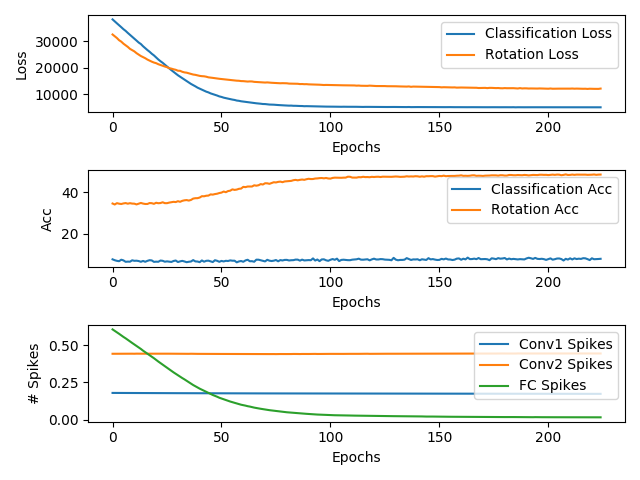 30000
20000
10000
Loss
Classification Loss
Rotation Loss
0 50 100 150 200
Epochs
40
20
Acc
Classification Acc
Rotation Acc
0 50 100 150 200
Epochs
0.50
0.25
0.00
# Spikes
Conv1 Spikes
Conv2 Spikes
FC Spikes
0 50 100 150 200
Epochs